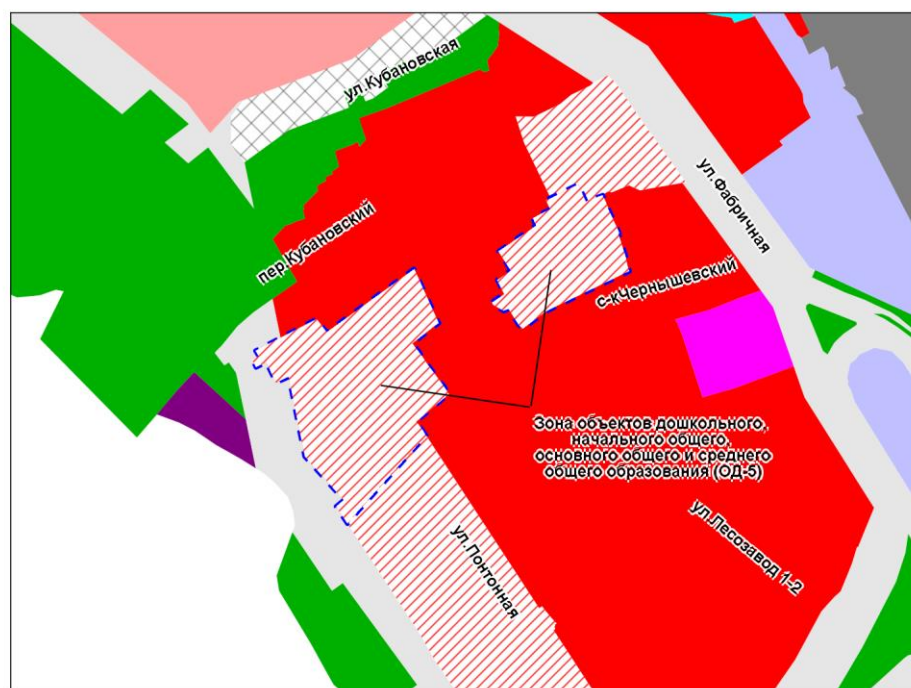 ул.Кубановская
ул.Фабричная
пер.Кубановский
с-кЧернышевский
Зона объектов дошкольного,
начального общего,
основного общего и среднего
общего образования (ОД-5)
ул.Лесозавод 1-2
ул.Понтонная